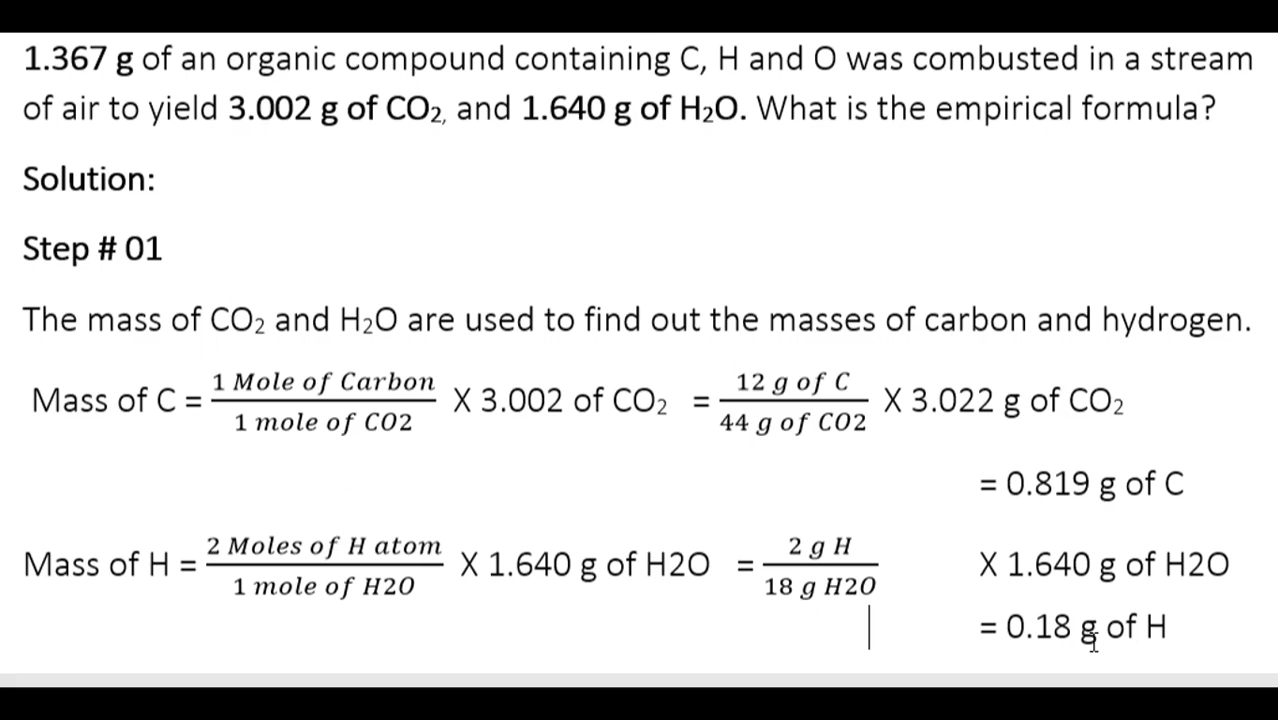 1.367 g of an organic compound containing C, H and O was combusted in a stream
of air to yield 3.002 g of CO₂, and 1.640 g of H₂O. What is the empirical formula?
Solution:
Step # 01
The mass of CO₂ and H₂O are used to find out the masses of carbon and hydrogen.
Mass of C = 1 Mole of Carbon / 1 mole of CO2 X 3.002 of CO₂ = 12 g of C / 44 g of CO2 X 3.022 g of CO₂
= 0.819 g of C
Mass of H = 2 Moles of H atom / 1 mole of H2O X 1.640 g of H2O = 2 g H / 18 g H2O X 1.640 g of H2O
= 0.18 g of H